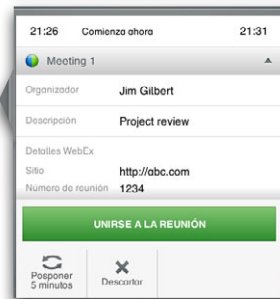 21:26 Comienza ahora 21:31
Meeting 1
Organizador Jim Gilbert
Descripción Project review
Detalles WebEx
Sitio http://abc.com
Número de reunión 1234
UNIRSE A LA REUNIÓN
Posponer
5 minutos
Descartar